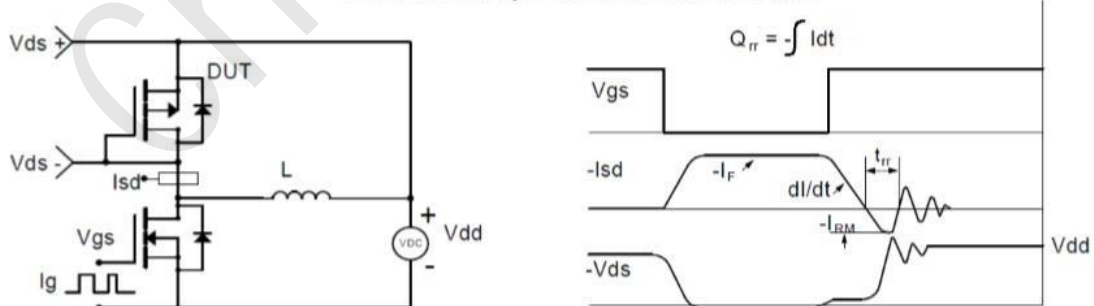 Vds +
DUT
Vds -
Isd
L
Vgs
Ig
VDC
+
-
Vdd
Qrr = -∫ Idt
Vgs
-Isd
-IF
dI/dt
trr
-IRM
-Vds
Vdd